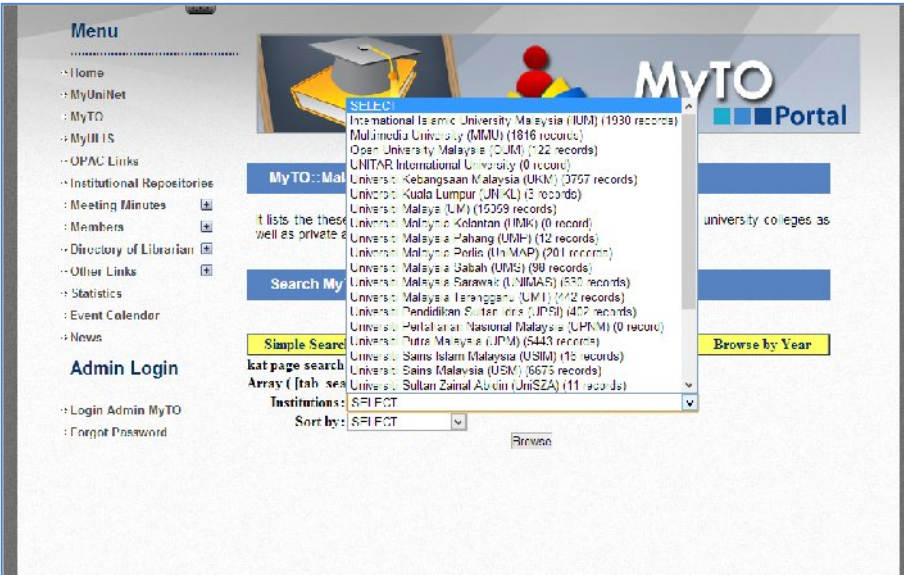 Menu
Home
MyUniNet
MyTO
MyULIS
OPAC Links
Institutional Repositories
Meeting Minutes
Members
Directory of Librarian
Other Links
Statistics
Event Calendar
News
Admin Login
Login Admin MyTO
Forgot Password
MyTO
Portal
MyTO::Mal
It lists the these
university colleges as
well as private a
Search My
Simple Searc
Browse by Year
kat page search
Array ( [tab_sea
SELECT
International Islamic University Malaysia (IIUM) (1930 records)
Multimedia University (MMU) (1816 records)
Open University Malaysia (OUM) (122 records)
UNITAR International University (0 record)
Universiti Kebangsaan Malaysia (UKM) (3757 records)
Universiti Kuala Lumpur (UNIKL) (3 records)
Universiti Malaya (UM) (15359 records)
Universiti Malaysia Kelantan (UMK) (0 record)
Universiti Malaysia Pahang (UMP) (12 records)
Universiti Malaysia Perlis (UniMAP) (201 records)
Universiti Malaysia Sabah (UMS) (98 records)
Universiti Malaysia Sarawak (UNIMAS) (630 records)
Universiti Malaysia Terengganu (UMT) (442 records)
Universiti Pendidikan Sultan Idris (UPSI) (402 records)
Universiti Pertahanan Nasional Malaysia (UPNM) (0 record)
Universiti Putra Malaysia (UPM) (5443 records)
Universiti Sains Islam Malaysia (USIM) (16 records)
Universiti Sains Malaysia (USM) (6676 records)
Universiti Sultan Zainal Abidin (UniSZA) (11 records)
Institutions: SELECT
Sort by: SELECT
Browse